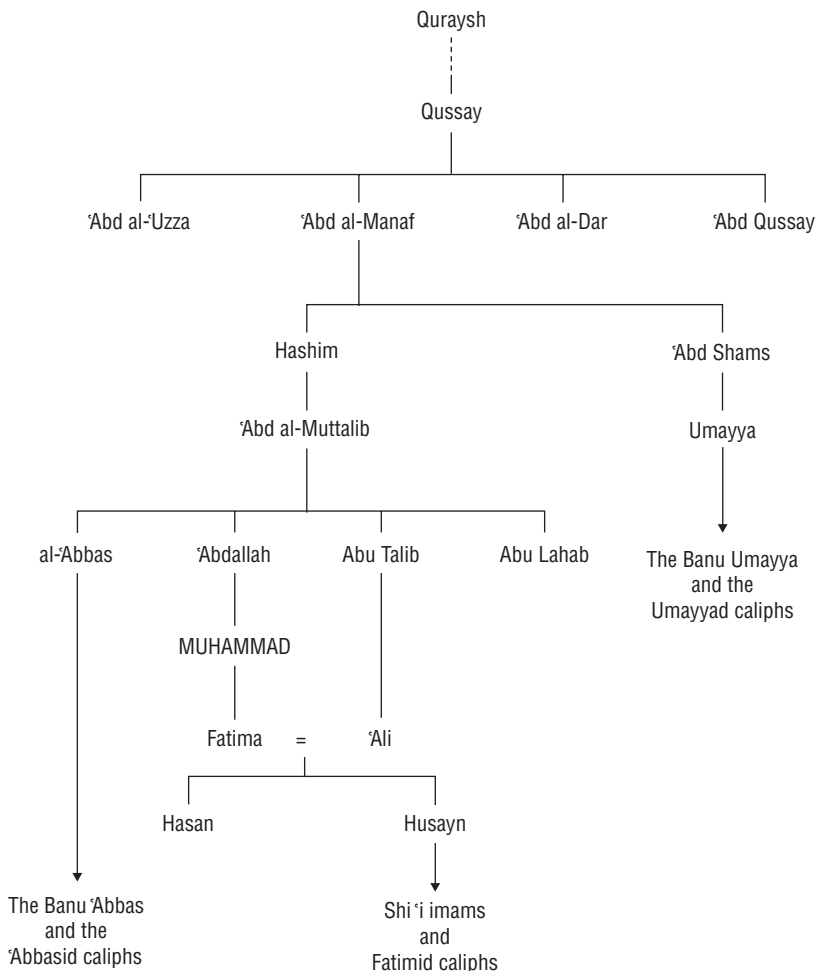 Quraysh
Qussay
ʿAbd al-ʿUzza
ʿAbd al-Manaf
ʿAbd al-Dar
ʿAbd Qussay
Hashim
ʿAbd Shams
ʿAbd al-Muttalib
Umayya
al-ʿAbbas
ʿAbdallah
Abu Talib
Abu Lahab
The Banu Umayya
and the
Umayyad caliphs
MUHAMMAD
Fatima = ʿAli
Hasan
Husayn
The Banu ʿAbbas
and the
ʿAbbasid caliphs
Shiʿi imams
and
Fatimid caliphs